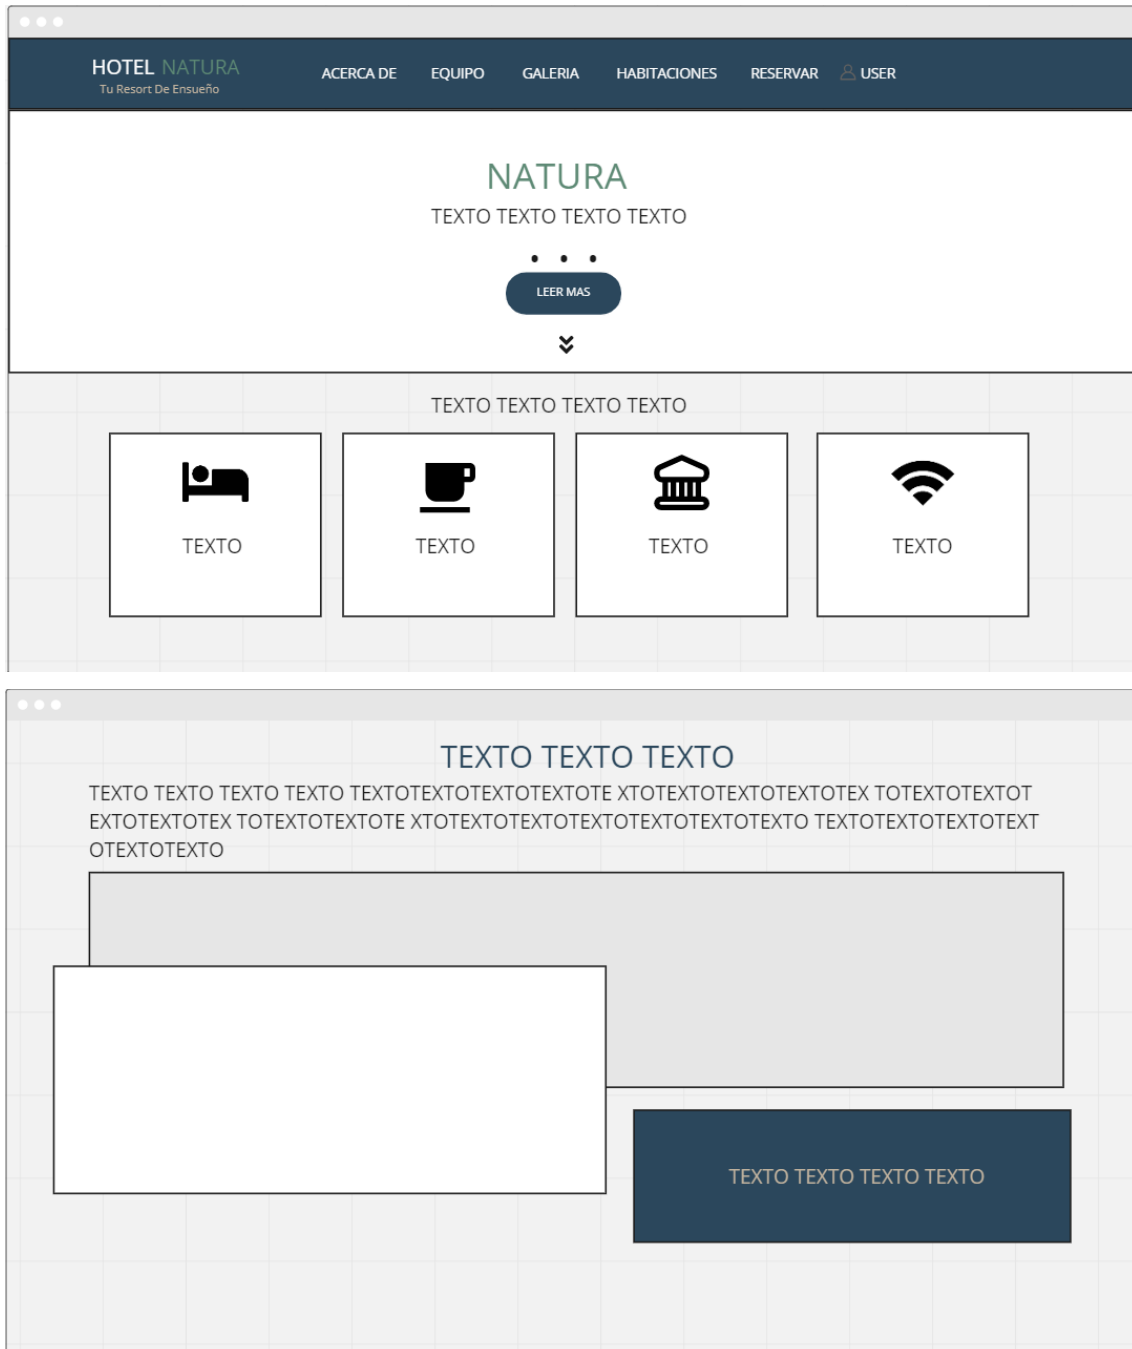 HOTEL NATURA
Tu Resort De Ensueño
ACERCA DE EQUIPO GALERIA HABITACIONES RESERVAR USER
NATURA
TEXTO TEXTO TEXTO TEXTO
LEER MAS
TEXTO TEXTO TEXTO TEXTO
TEXTO TEXTO TEXTO TEXTO
TEXTO TEXTO TEXTO
TEXTO TEXTO TEXTO TEXTO TEXTOTEXTOTEXTOTEXTOTE XTOTEXTOTEXTOTEXTOTEX TOTEXTOTEXTOT
EXTOTEXTOTEX TOTEXTOTEXTOTE XTOTEXTOTEXTOTEXTOTEXTOTEXTOTEXTO TEXTOTEXTOTEXTOTEXT
OTEXTOTEXTO
TEXTO TEXTO TEXTO TEXTO